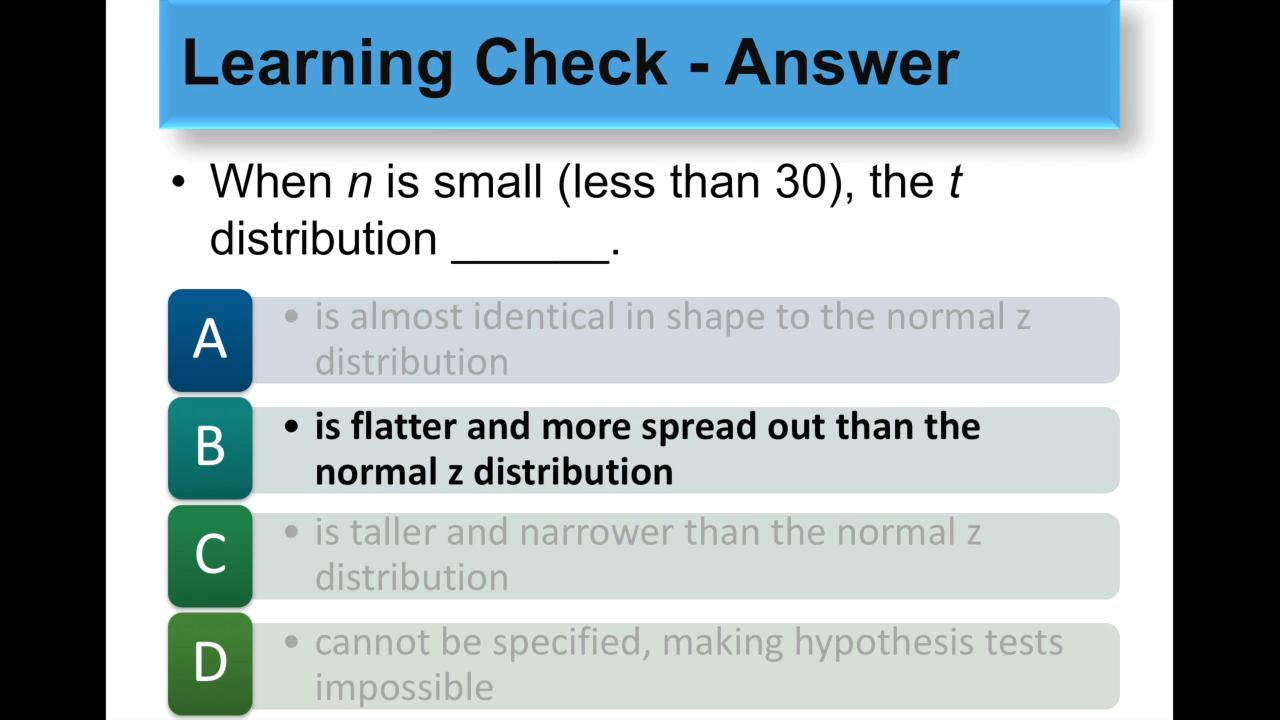 Learning Check - Answer
• When n is small (less than 30), the t
distribution ______.
A
• is almost identical in shape to the normal z
distribution
B
• is flatter and more spread out than the
normal z distribution
C
• is taller and narrower than the normal z
distribution
D
• cannot be specified, making hypothesis tests
impossible